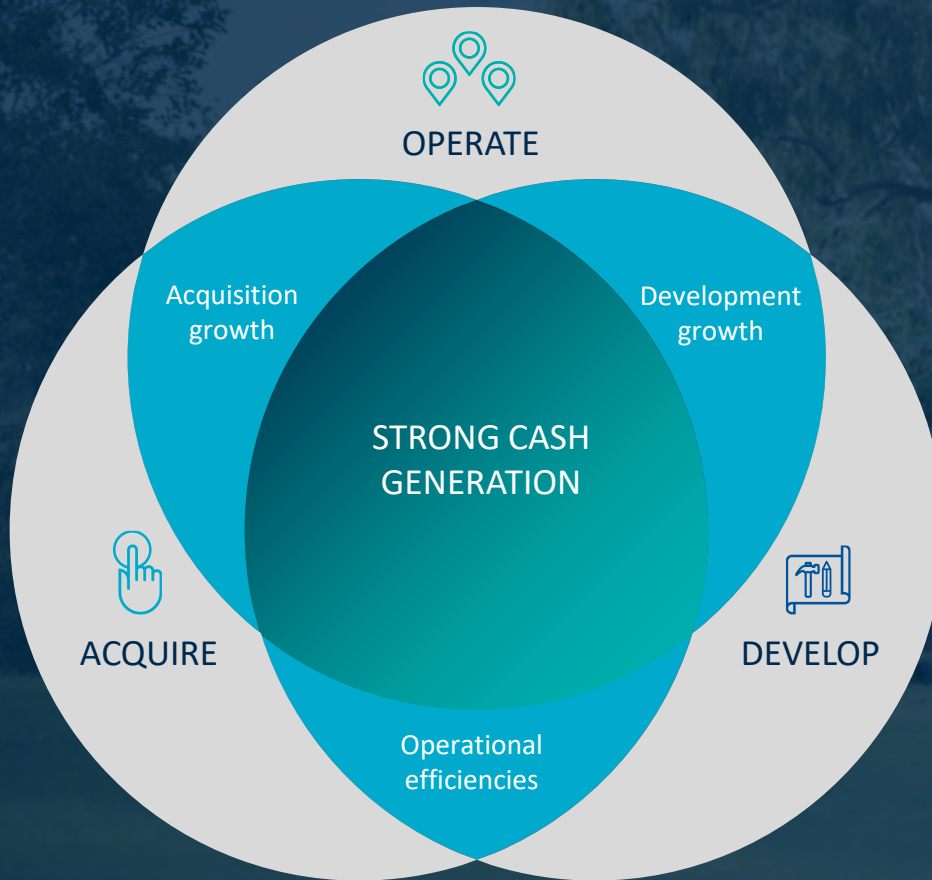 OPERATE
Acquisition
growth
Development
growth
STRONG CASH
GENERATION
ACQUIRE
DEVELOP
Operational
efficiencies